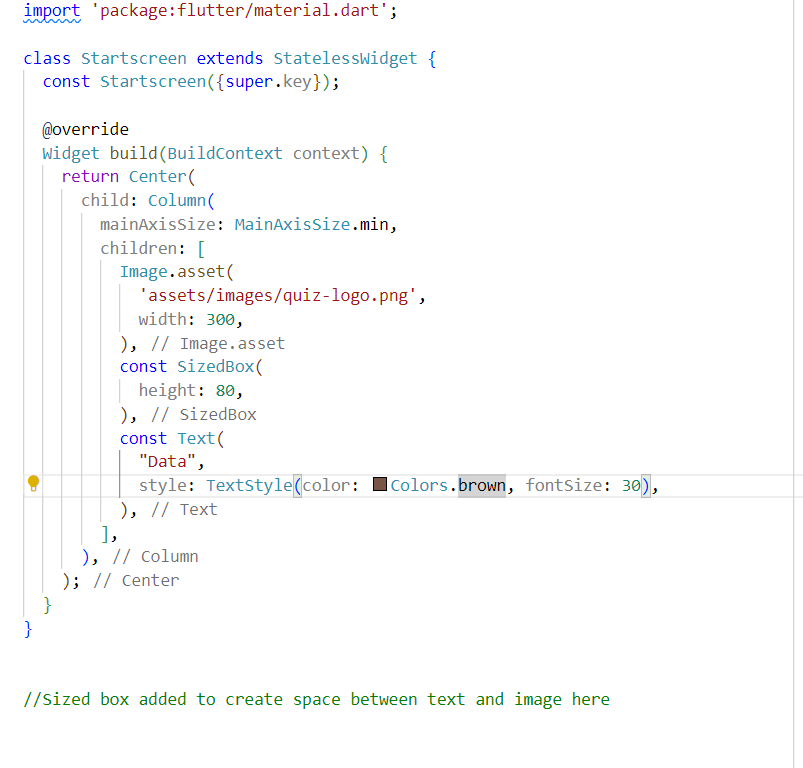 import 'package:flutter/material.dart';
class Startscreen extends StatelessWidget {
const Startscreen({super.key});
@override
Widget build(BuildContext context) {
return Center(
child: Column(
mainAxisSize: MainAxisSize.min,
children: [
Image.asset(
'assets/images/quiz-logo.png',
width: 300,
), // Image.asset
const SizedBox(
height: 80,
), // SizedBox
const Text(
"Data",
style: TextStyle(color: Colors.brown, fontSize: 30),
), // Text
],
), // Column
); // Center
}
}
//Sized box added to create space between text and image here